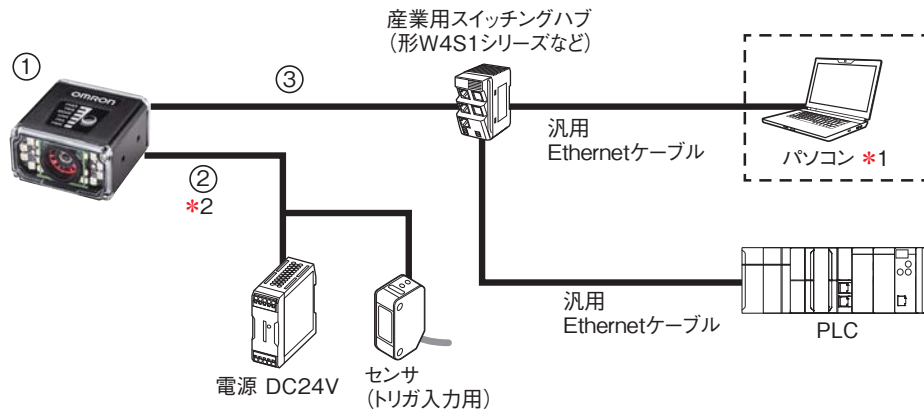 産業用スイッチングハブ
（形W4S1シリーズなど）
①
OMRON
③
汎用
Ethernetケーブル
パソコン *1
②
*2
電源 DC24V
センサ
（トリガ入力用）
汎用
Ethernetケーブル
PLC